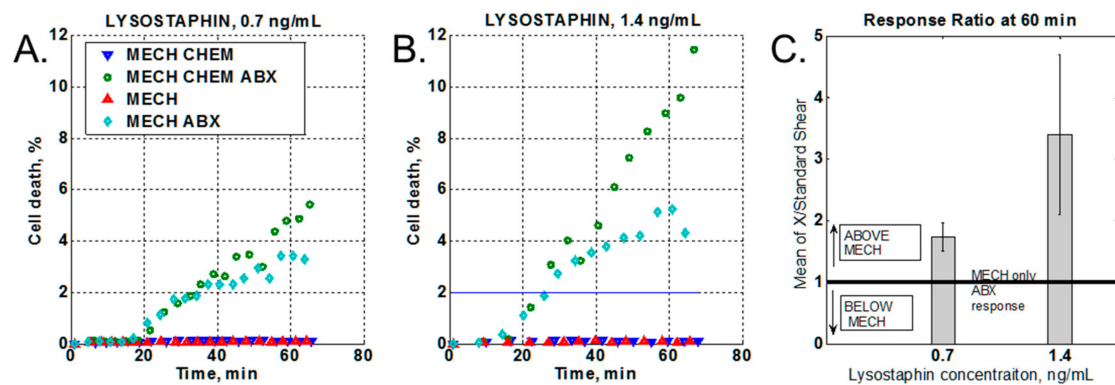 A.
LYSOSTAPHIN, 0.7 ng/mL
12
10
8
6
4
2
0
0
20
40
60
80
Cell death, %
Time, min
MECH CHEM
MECH CHEM ABX
MECH
MECH ABX
B.
LYSOSTAPHIN, 1.4 ng/mL
12
10
8
6
4
2
0
0
20
40
60
80
Cell death, %
Time, min
C.
Response Ratio at 60 min
5
4
3
2
1
0
Mean of X/Standard Shear
ABOVE
MECH
BELOW
MECH
MECH only
ABX
response
0.7
1.4
Lysostaphin concentraiton, ng/mL